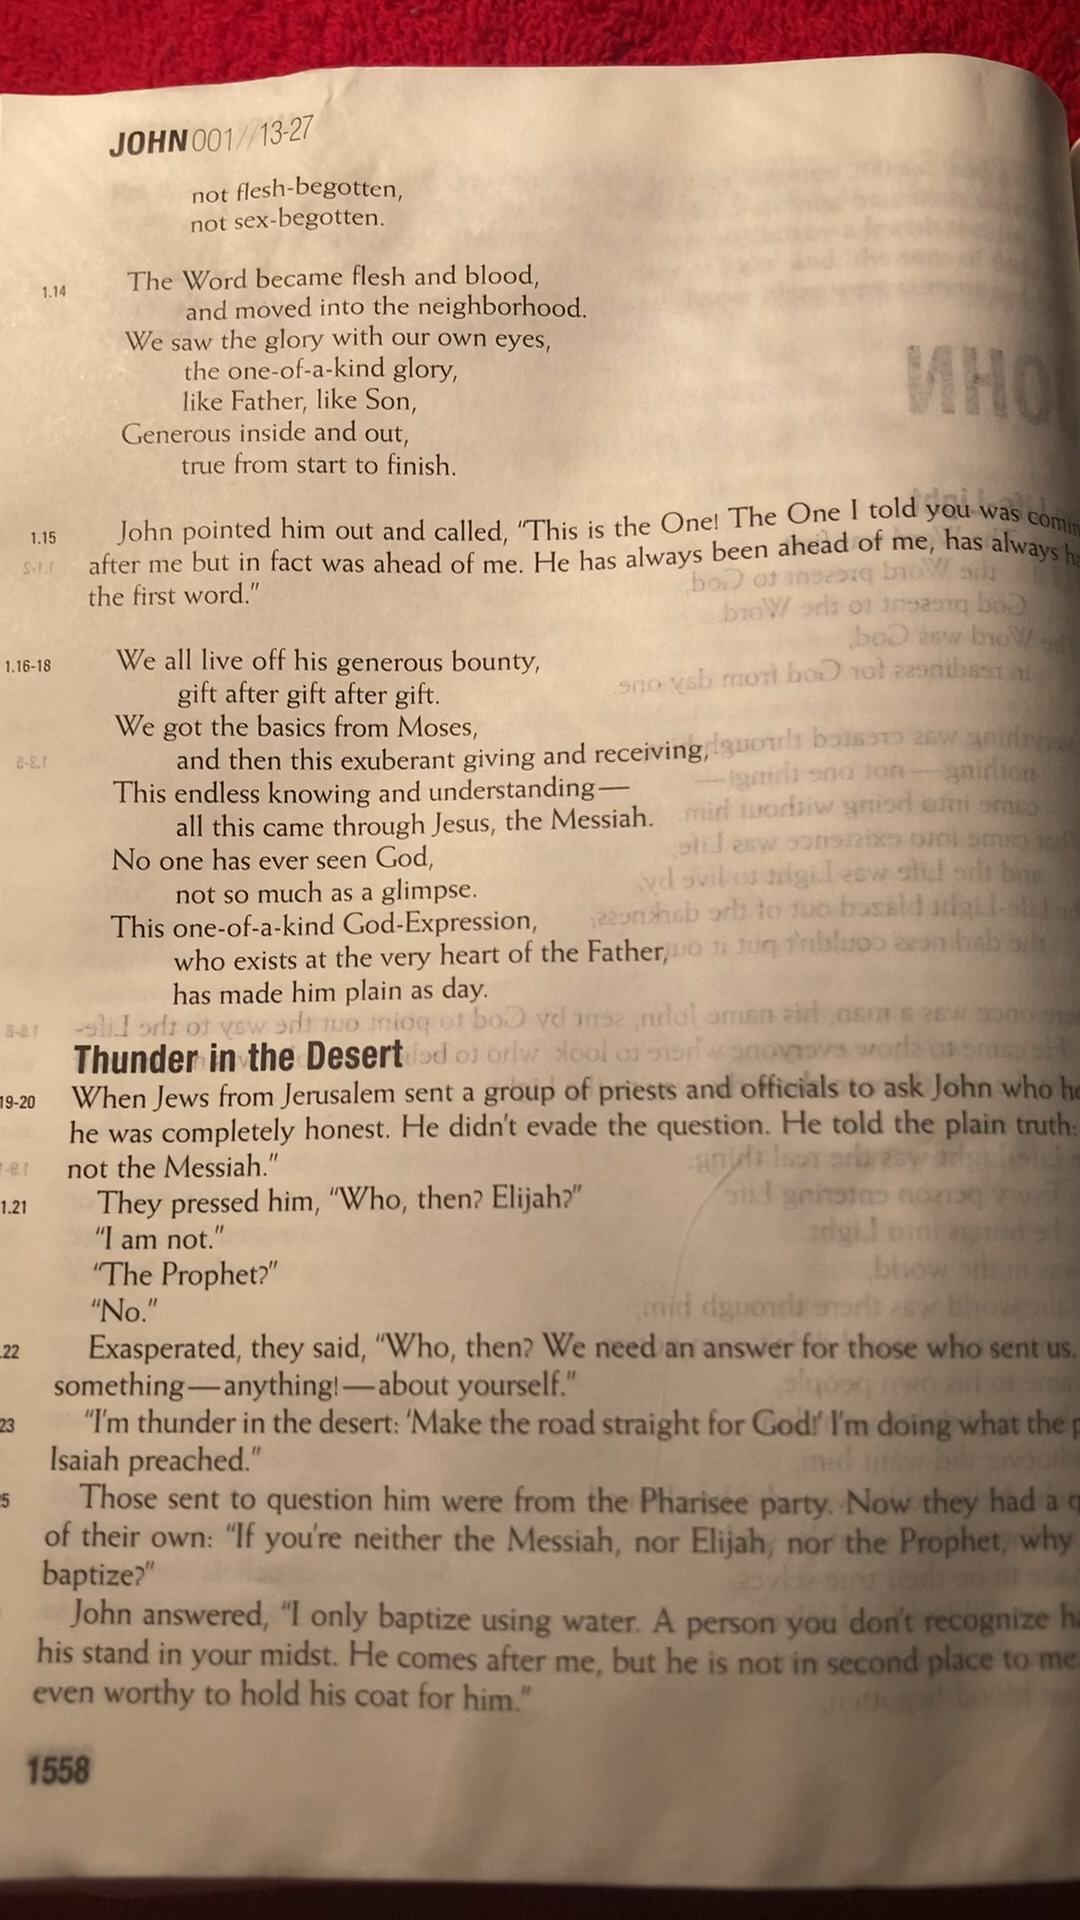 JOHN 001//13-27
not flesh-begotten,
not sex-begotten.
1.14 The Word became flesh and blood,
and moved into the neighborhood.
We saw the glory with our own eyes,
the one-of-a-kind glory,
like Father, like Son,
Generous inside and out,
true from start to finish.
1.15 John pointed him out and called, “This is the One! The One I told you was
after me but in fact was ahead of me. He has always been ahead of me, has always
the first word.”
1.16-18 We all live off his generous bounty,
gift after gift after gift.
We got the basics from Moses,
and then this exuberant giving and receiving,
This endless knowing and understanding—
all this came through Jesus, the Messiah.
No one has ever seen God,
not so much as a glimpse.
This one-of-a-kind God-Expression,
who exists at the very heart of the Father,
has made him plain as day.
Thunder in the Desert
19-20 When Jews from Jerusalem sent a group of priests and officials to ask John who
he was completely honest. He didn't evade the question. He told the plain truth:
not the Messiah.”
1.21 They pressed him, “Who, then? Elijah?”
“I am not.”
“The Prophet?”
“No.”
22 Exasperated, they said, “Who, then? We need an answer for those who sent us.
something—anything!—about yourself.”
23 “I'm thunder in the desert: ‘Make the road straight for God!’ I'm doing what the
Isaiah preached.”
5 Those sent to question him were from the Pharisee party. Now they had a
of their own: “If you're neither the Messiah, nor Elijah, nor the Prophet, why
baptize?”
John answered, “I only baptize using water. A person you don't recognize
his stand in your midst. He comes after me, but he is not in second place to me
even worthy to hold his coat for him.”
1558